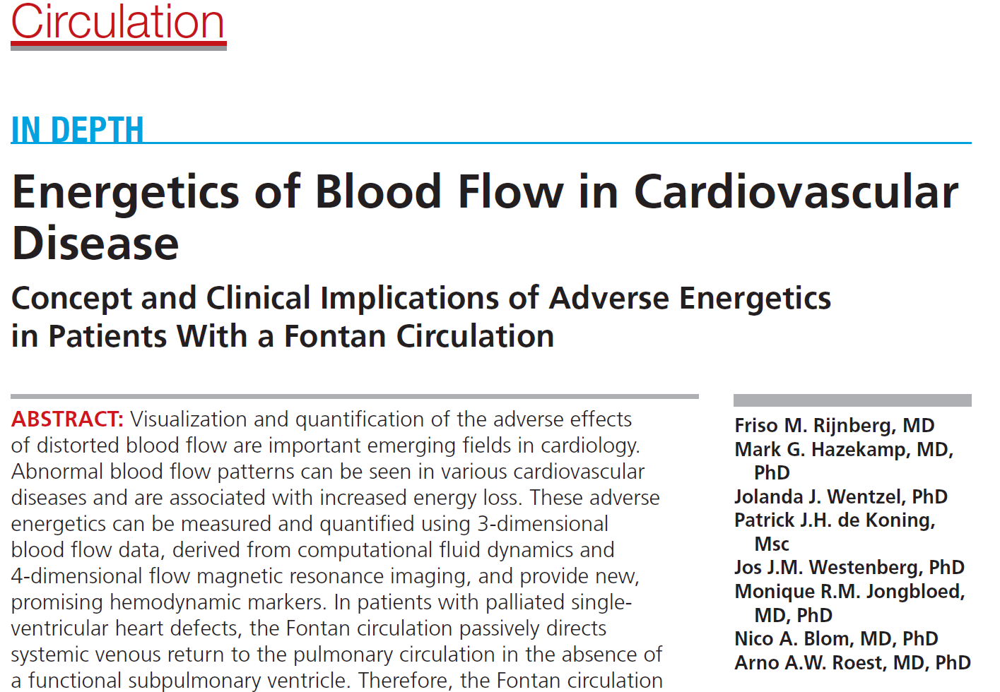 Circulation
IN DEPTH
Energetics of Blood Flow in Cardiovascular
Disease
Concept and Clinical Implications of Adverse Energetics
in Patients With a Fontan Circulation
ABSTRACT: Visualization and quantification of the adverse effects
of distorted blood flow are important emerging fields in cardiology.
Abnormal blood flow patterns can be seen in various cardiovascular
diseases and are associated with increased energy loss. These adverse
energetics can be measured and quantified using 3-dimensional
blood flow data, derived from computational fluid dynamics and
4-dimensional flow magnetic resonance imaging, and provide new,
promising hemodynamic markers. In patients with palliated single-
ventricular heart defects, the Fontan circulation passively directs
systemic venous return to the pulmonary circulation in the absence of
a functional subpulmonary ventricle. Therefore, the Fontan circulation
Friso M. Rijnberg, MD
Mark G. Hazekamp, MD,
PhD
Jolanda J. Wentzel, PhD
Patrick J.H. de Koning,
Msc
Jos J.M. Westenberg, PhD
Monique R.M. Jongbloed,
MD, PhD
Nico A. Blom, MD, PhD
Arno A.W. Roest, MD, PhD